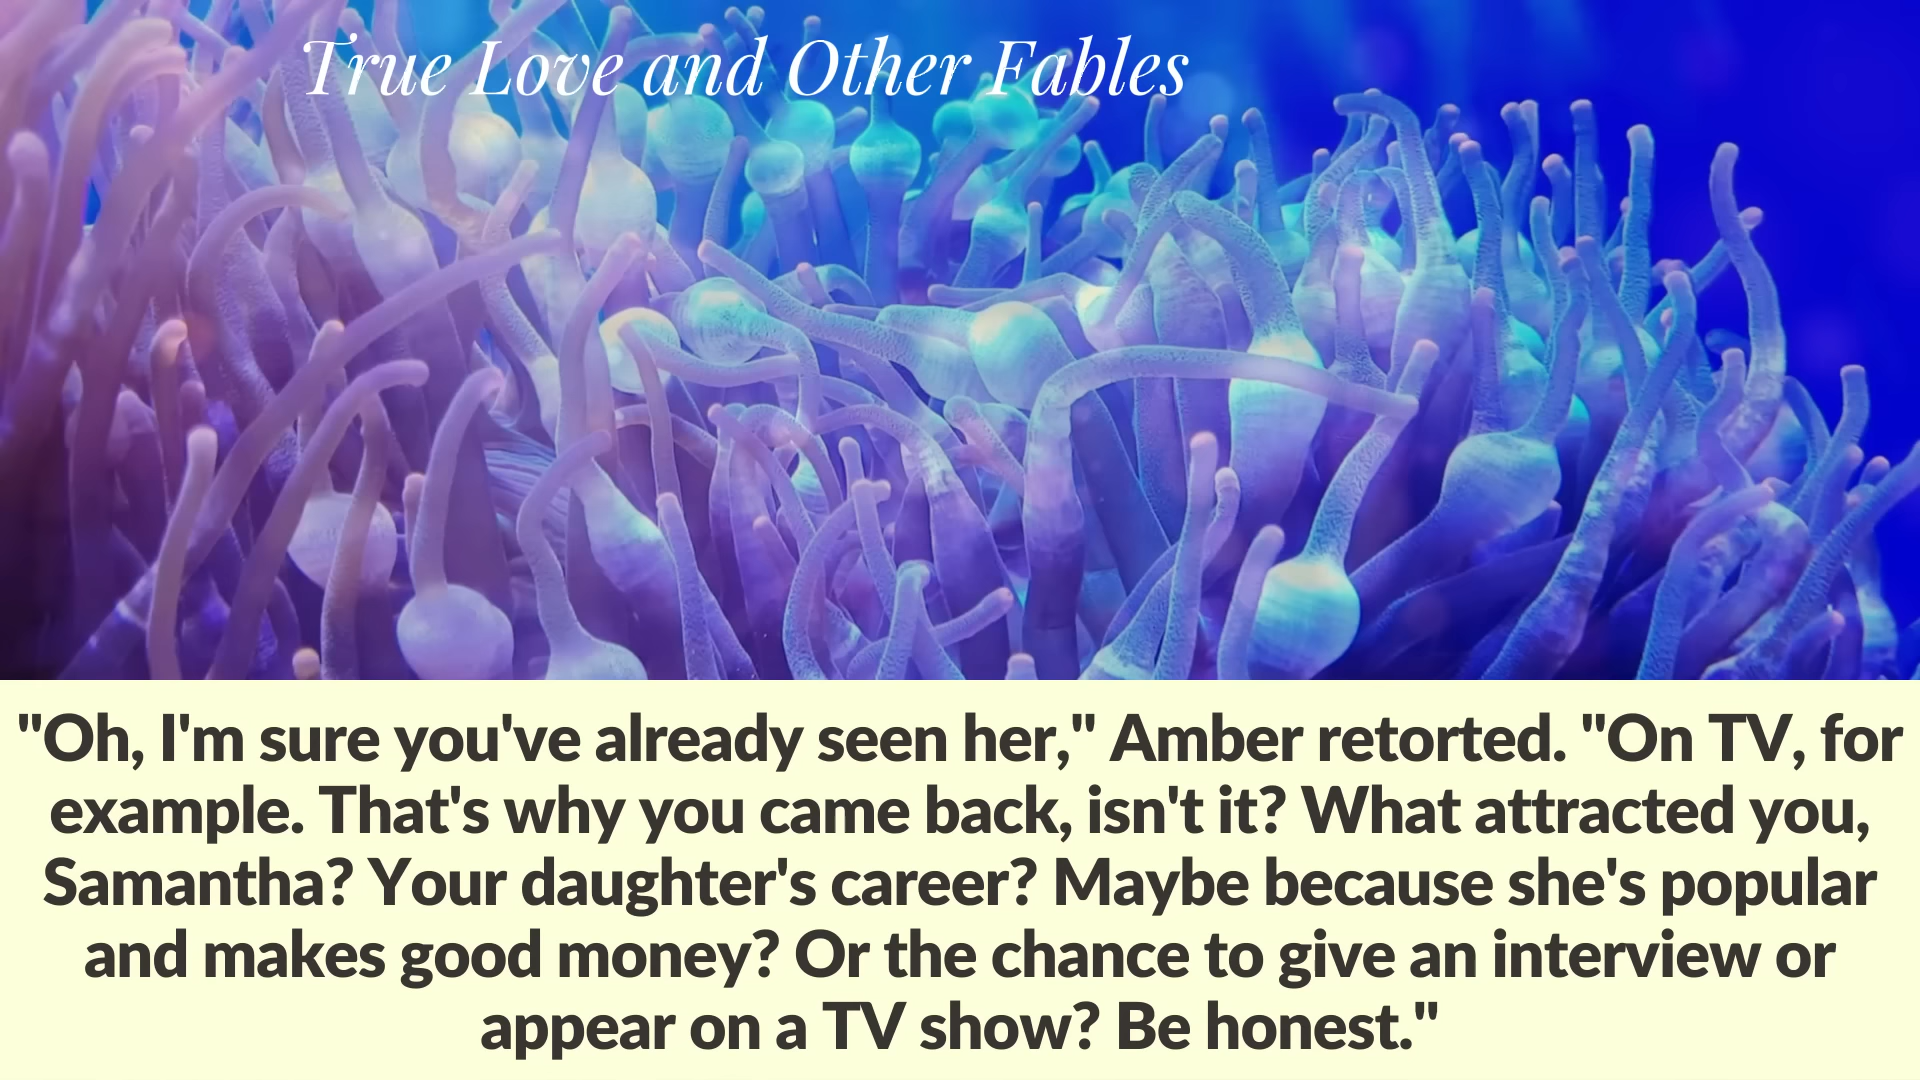 True Love and Other Fables
"Oh, I'm sure you've already seen her," Amber retorted. "On TV, for
example. That's why you came back, isn't it? What attracted you,
Samantha? Your daughter's career? Maybe because she's popular
and makes good money? Or the chance to give an interview or
appear on a TV show? Be honest."